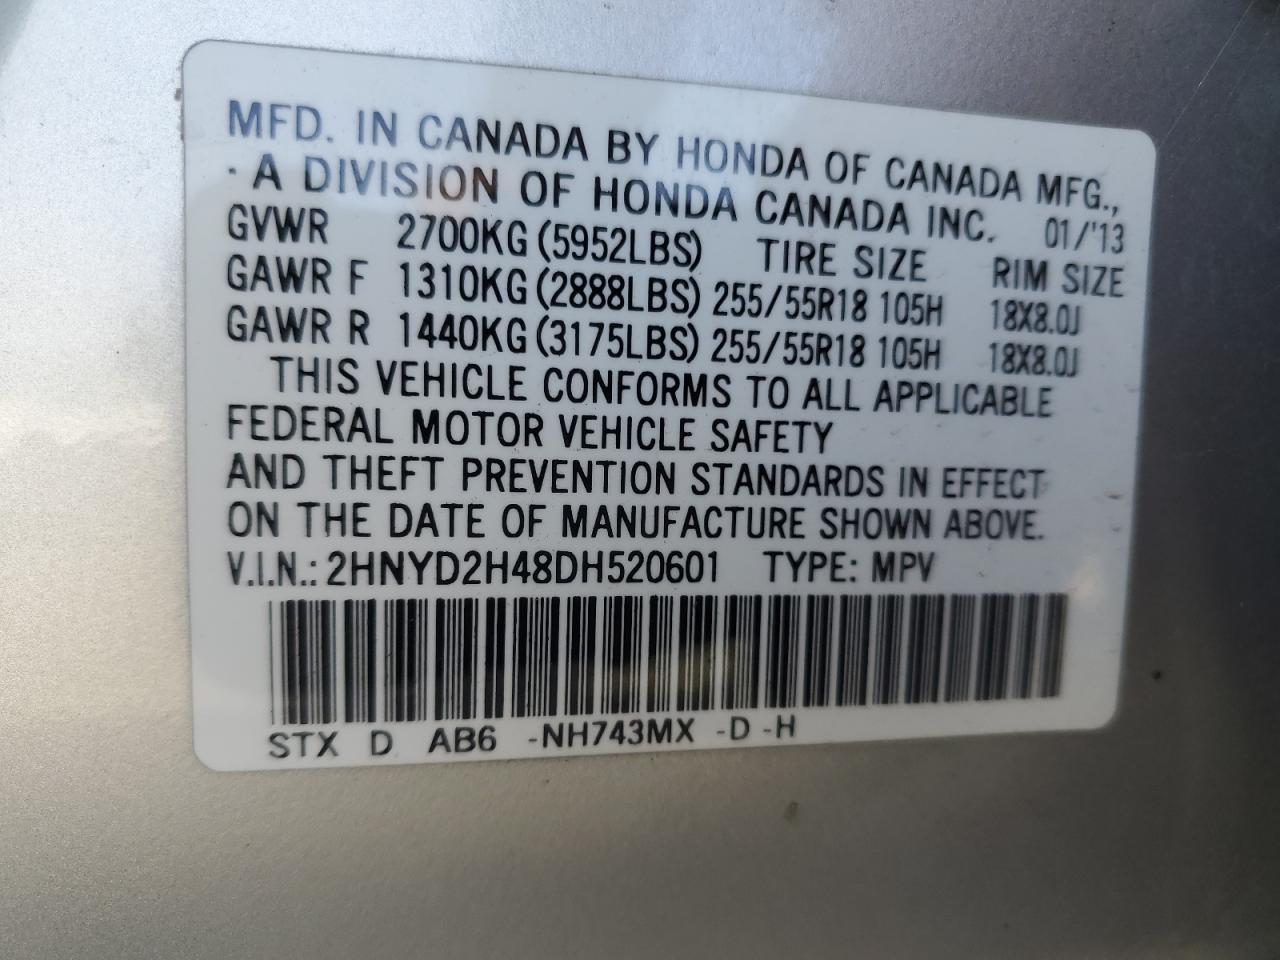 MFD. IN CANADA BY HONDA OF CANADA MFG.,
· A DIVISION OF HONDA CANADA INC. 01/'13
GVWR 2700KG (5952LBS) TIRE SIZE RIM SIZE
GAWR F 1310KG (2888LBS) 255/55R18 105H 18X8.0J
GAWR R 1440KG (3175LBS) 255/55R18 105H 18X8.0J
THIS VEHICLE CONFORMS TO ALL APPLICABLE
FEDERAL MOTOR VEHICLE SAFETY
AND THEFT PREVENTION STANDARDS IN EFFECT
ON THE DATE OF MANUFACTURE SHOWN ABOVE.
V.I.N.: 2HNYD2H48DH520601 TYPE: MPV
STX D AB6 -NH743MX -D -H